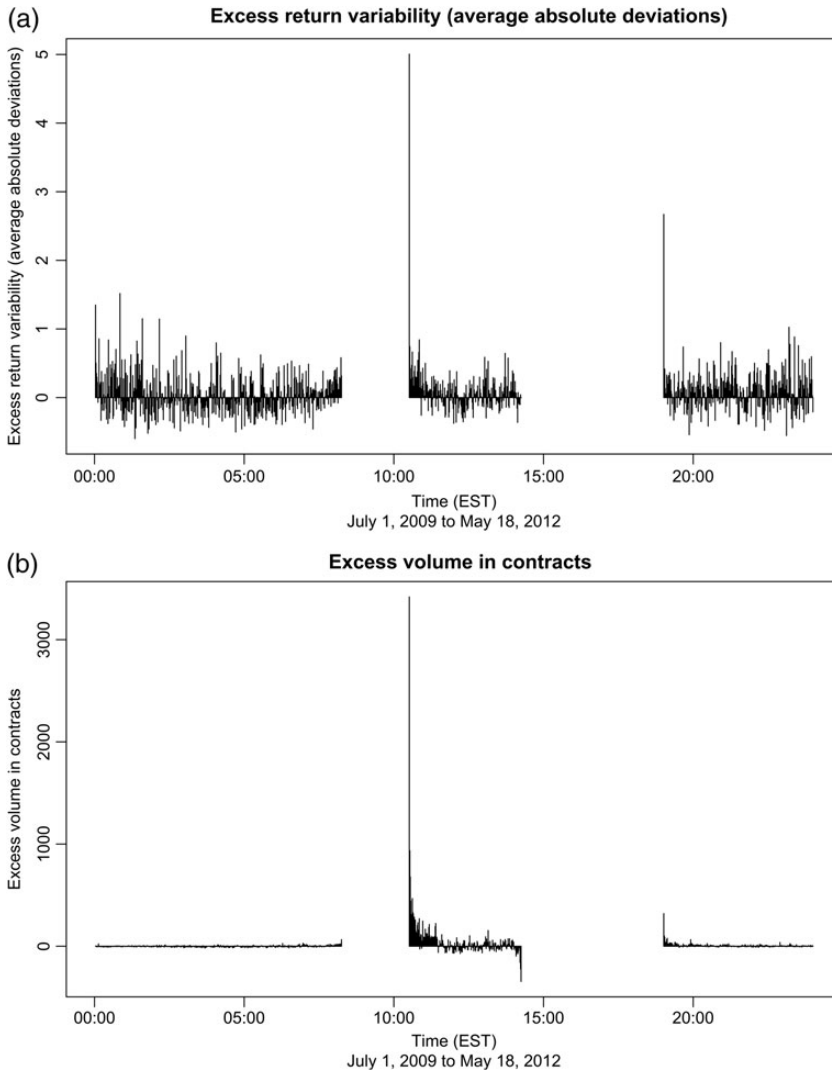 (a)
Excess return variability (average absolute deviations)
Excess return variability (average absolute deviations)
5
4
3
2
1
0
00:00 05:00 10:00 15:00 20:00
Time (EST)
July 1, 2009 to May 18, 2012
(b)
Excess volume in contracts
Excess volume in contracts
3000
2000
1000
0
00:00 05:00 10:00 15:00 20:00
Time (EST)
July 1, 2009 to May 18, 2012